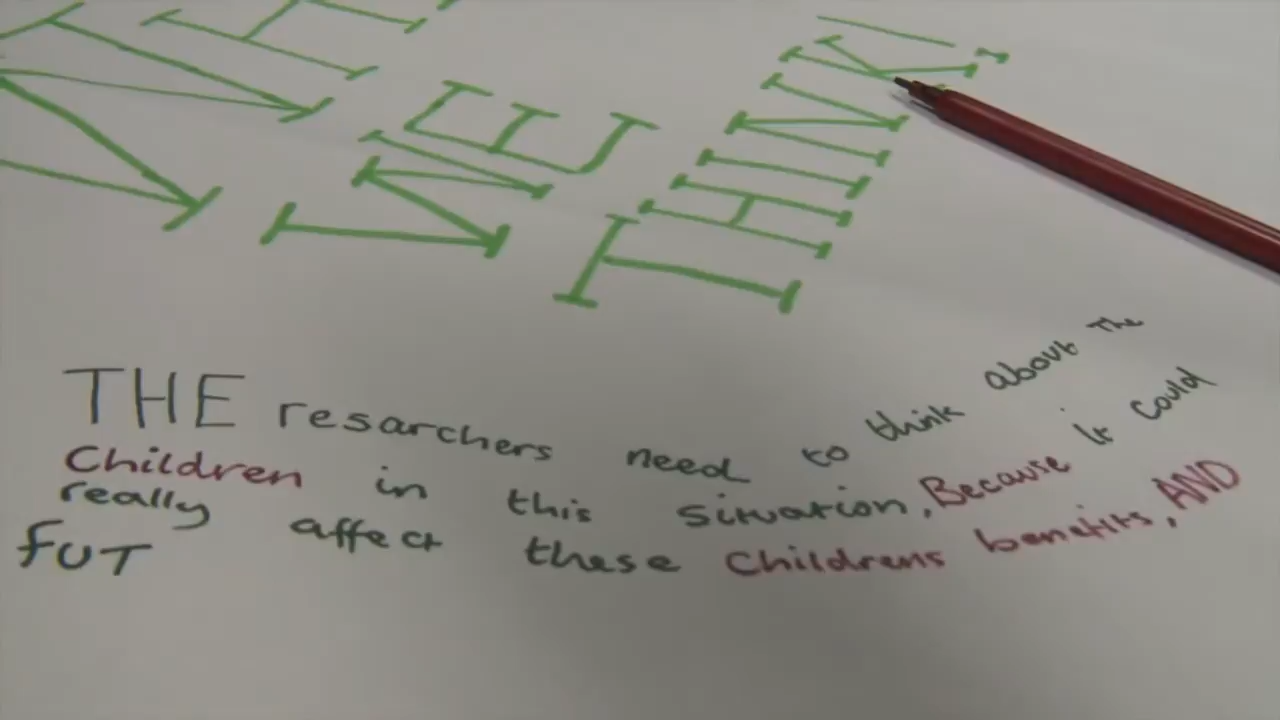 WE THINK!
THE resarchers need to think about The
Children in this situation, Because it could
really affect these Childrens benefits, AND
fUT